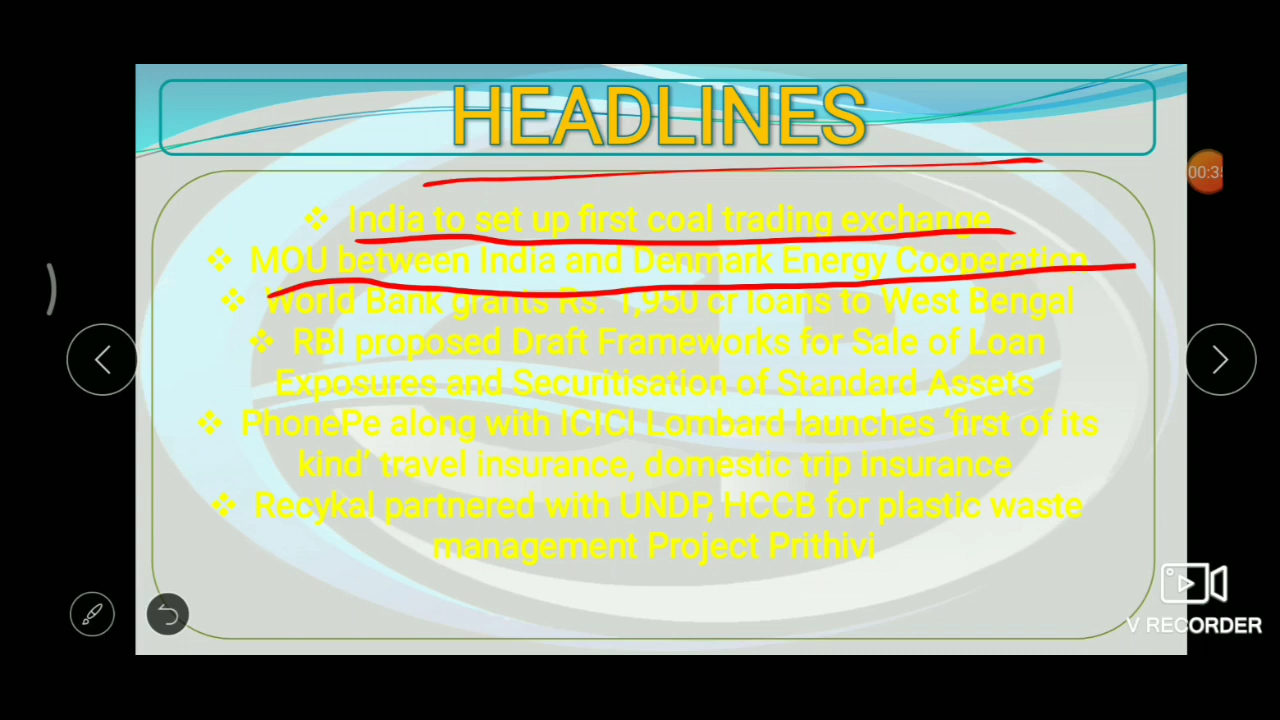 HEADLINES
❖ India to set up first coal trading exchange
❖ MOU between India and Denmark Energy Cooperation
❖ World Bank grants Rs. 1,950 cr loans to West Bengal
❖ RBI proposed Draft Frameworks for Sale of Loan
Exposures and Securitisation of Standard Assets
❖ PhonePe along with ICICI Lombard launches ‘first of its
kind’ travel insurance, domestic trip insurance
❖ Recykal partnered with UNDP, HCCB for plastic waste
management Project Prithivi
V RECORDER